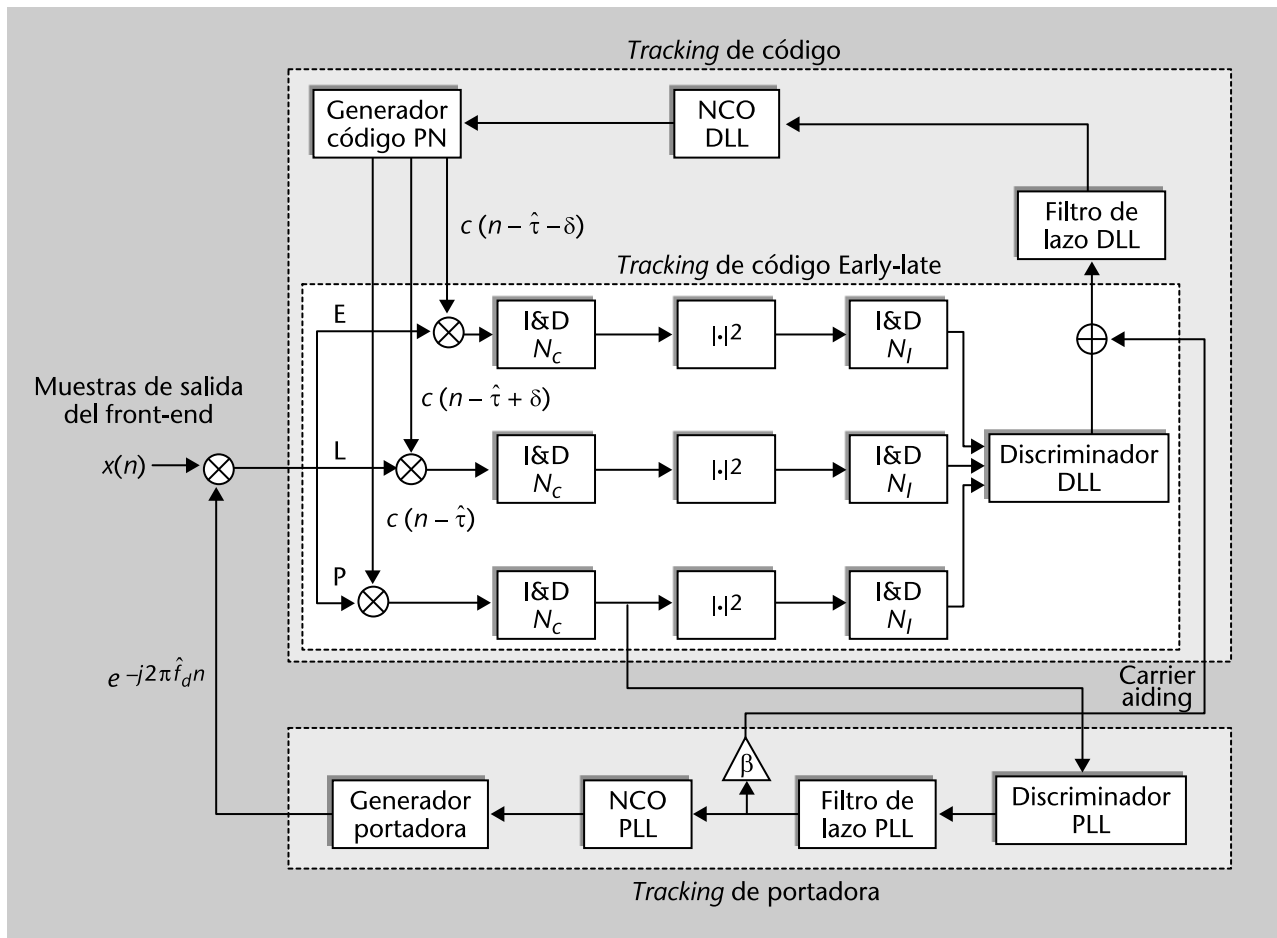 Tracking de código
Generador
código PN
NCO
DLL
Filtro de
lazo DLL
c (n – τ̂ – δ)
Tracking de código Early-late
E
I&D
N_c
|•|²
I&D
N_I
Muestras de salida
del front-end
c (n – τ̂ + δ)
x(n)
L
I&D
N_c
|•|²
I&D
N_I
Discriminador
DLL
c (n – τ̂)
P
I&D
N_c
|•|²
I&D
N_I
e^{–j2πf̂_d n}
Carrier
aiding
β
Generador
portadora
NCO
PLL
Filtro de
lazo PLL
Discriminador
PLL
Tracking de portadora